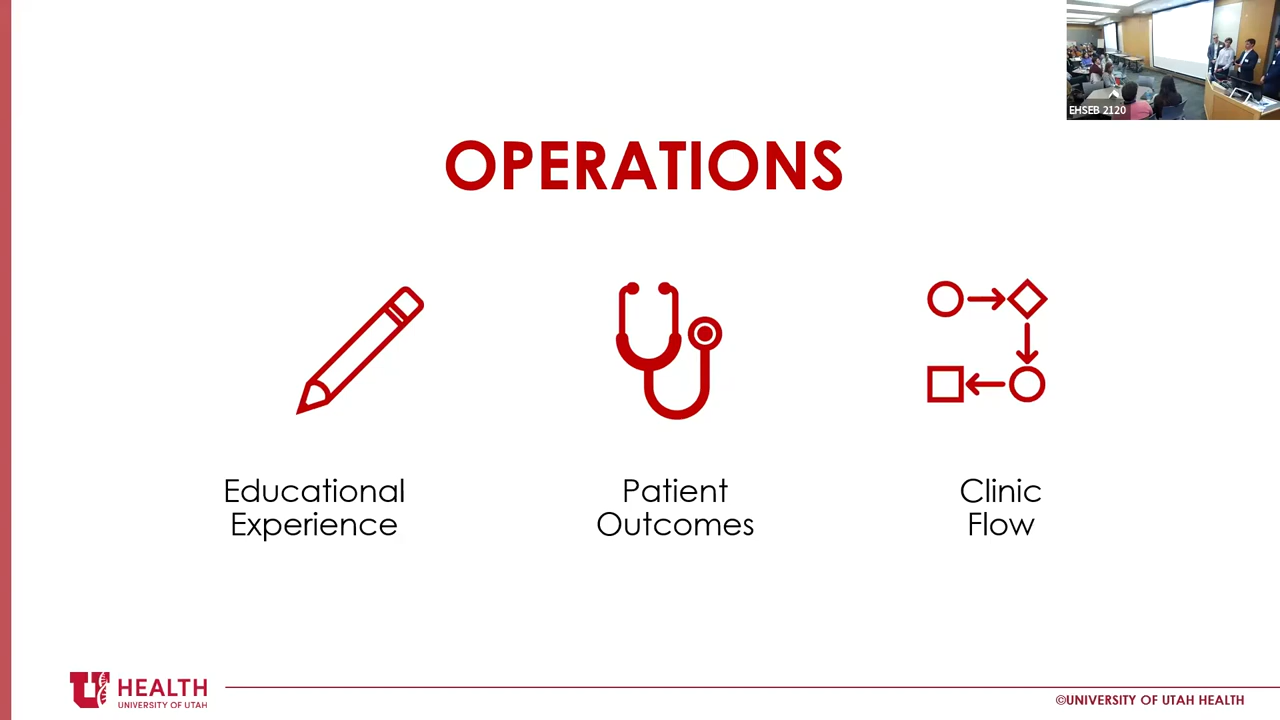 EHSEB 2120
OPERATIONS
Educational
Experience
Patient
Outcomes
Clinic
Flow
U HEALTH
UNIVERSITY OF UTAH
©UNIVERSITY OF UTAH HEALTH